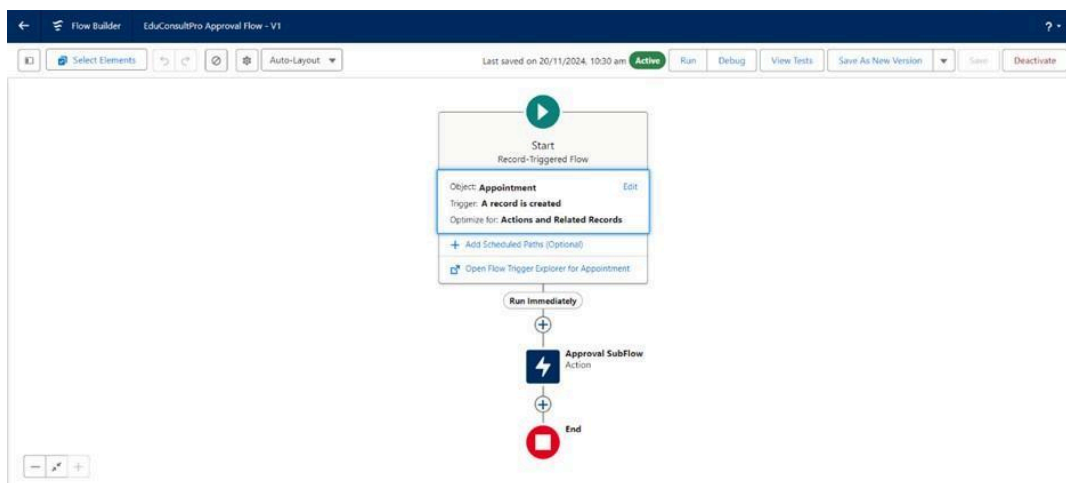 Flow Builder EduConsultPro Approval Flow - V1 ?
Select Elements Auto-Layout Last saved on 20/11/2024, 10:30 am Active Run Debug View Tests Save As New Version Save Deactivate
Start
Record-Triggered Flow
Object: Appointment Edit
Trigger: A record is created
Optimize for: Actions and Related Records
+ Add Scheduled Paths (Optional)
Open Flow Trigger Explorer for Appointment
Run Immediately
Approval SubFlow
Action
End